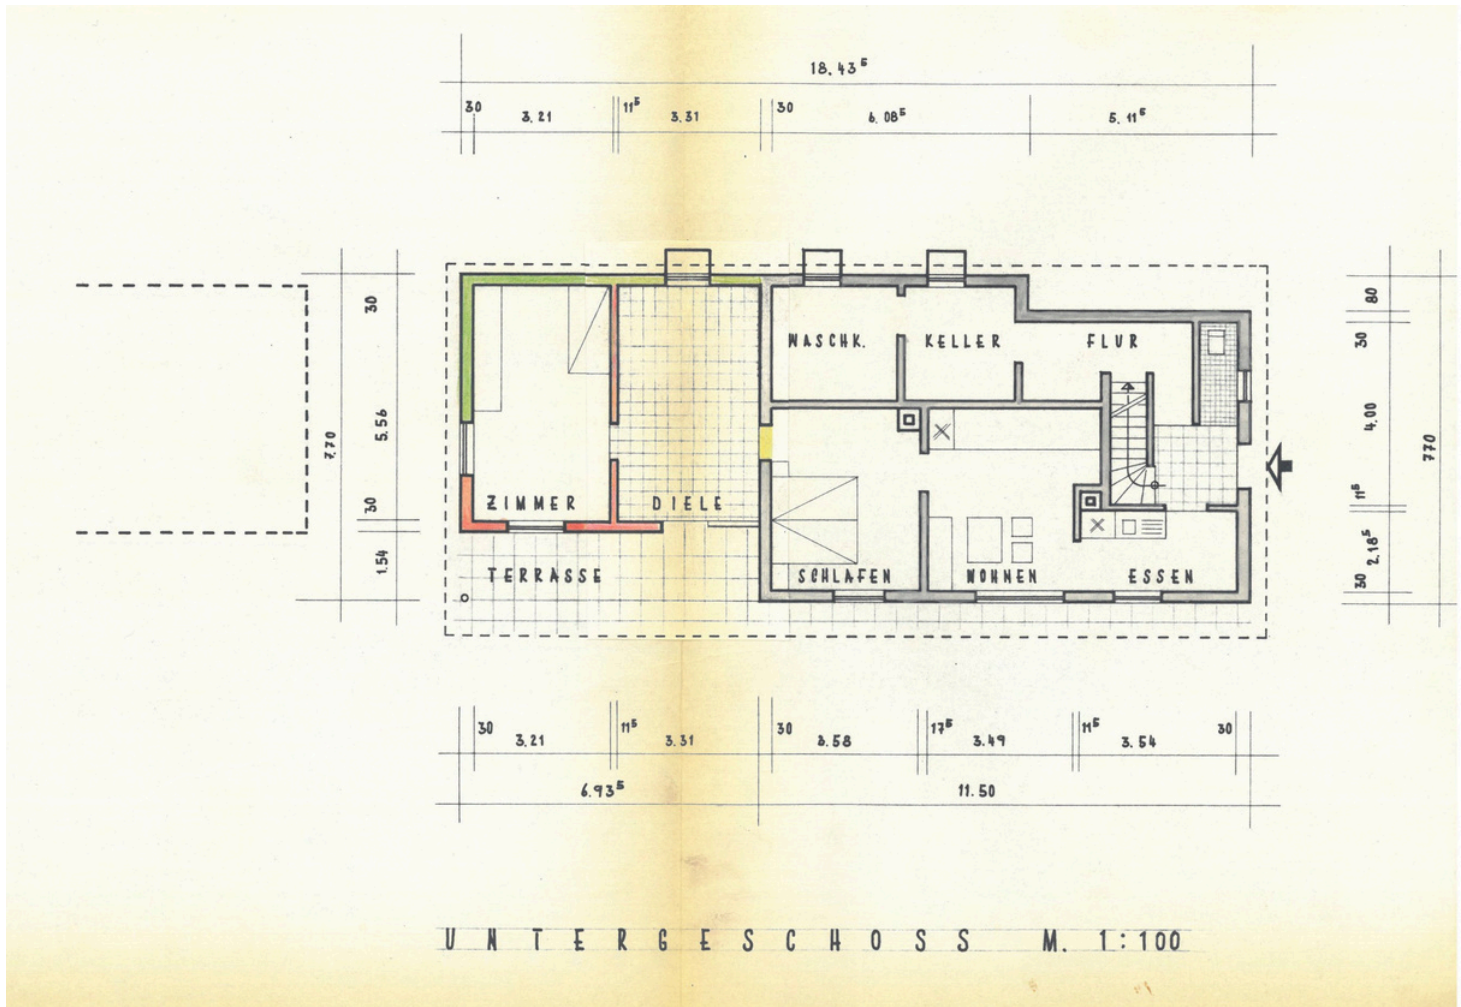 18.43⁵
30 3.21 11⁵ 3.31 30 6.08⁵ 5.11⁵
30
5.56
30
1.54
7.70
WASCHK. KELLER FLUR
ZIMMER DIELE
TERRASSE SCHLAFEN WOHNEN ESSEN
80
30
4.00
11⁵
2.18⁵
30
770
30 3.21 11⁵ 3.31 30 3.58 17⁵ 3.49 11⁵ 3.54 30
6.93⁵ 11.50
UNTERGESCHOSS M. 1:100